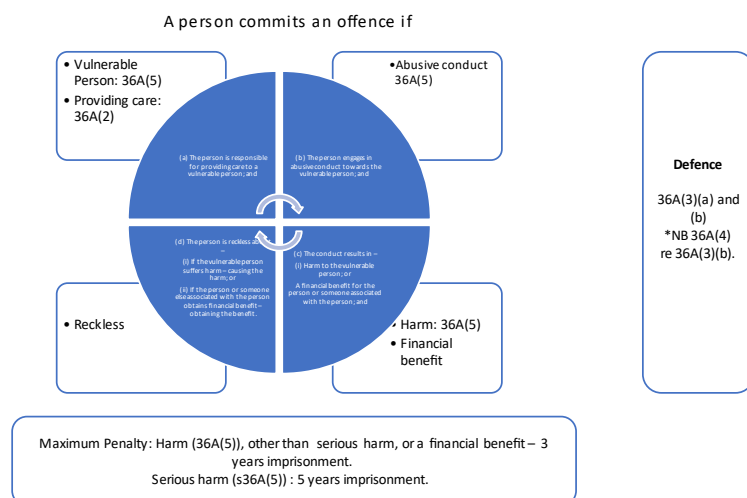 A person commits an offence if
• Vulnerable
Person: 36A(5)
• Providing care:
36A(2)
•Abusive conduct
36A(5)
(a) The person is responsible
for providing care to a
vulnerable person; and
(b) The person engages in
abusive conduct towards the
vulnerable person; and
(d) The person is reckless
–
(i) If the vulnerable person
suffers harm – causing the
harm; or
(ii) If the person or someone
else associated with the person
obtains financial benefit –
obtaining the benefit.
(c) The conduct results in –
(i) Harm to the vulnerable
person; or
A financial benefit for the
person or someone associated
with the person; and
• Reckless
• Harm: 36A(5)
• Financial
benefit
Defence
36A(3)(a) and
(b)
*NB 36A(4)
re 36A(3)(b).
Maximum Penalty: Harm (36A(5)), other than serious harm, or a financial benefit – 3
years imprisonment.
Serious harm (s36A(5)) : 5 years imprisonment.